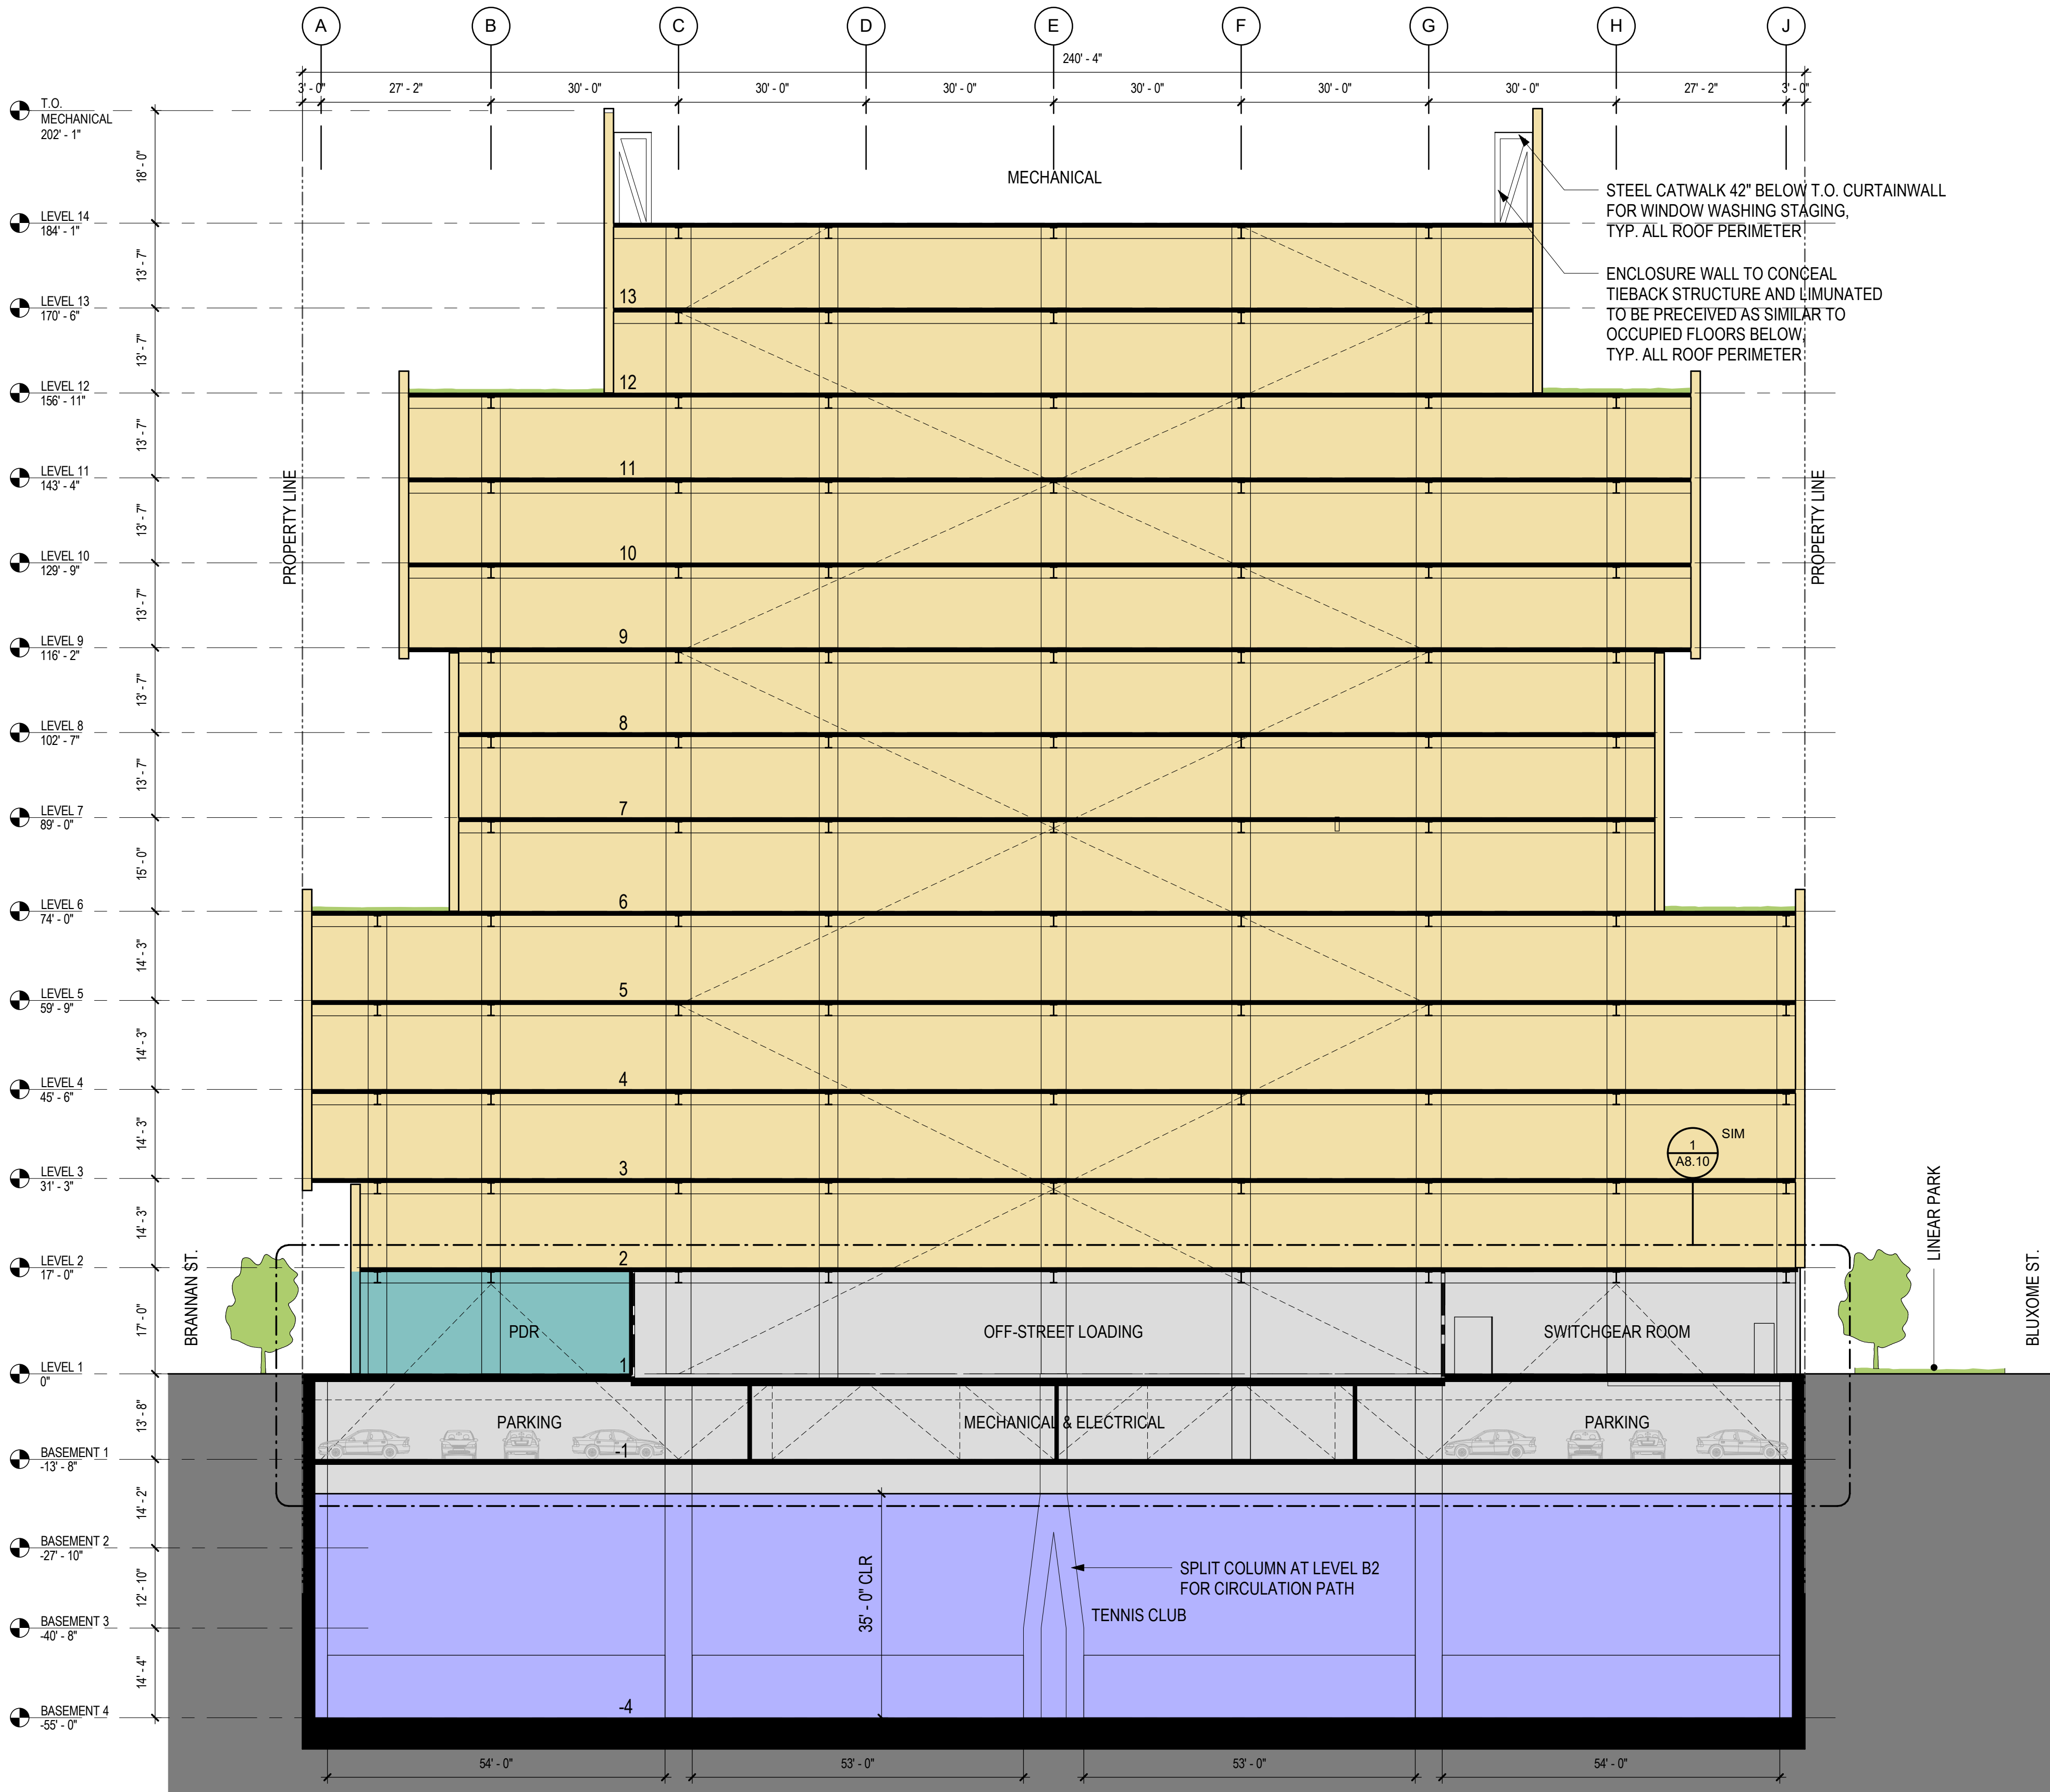 A B C D E F G H J
240' - 4"
3' - 0" 27' - 2" 30' - 0" 30' - 0" 30' - 0" 30' - 0" 30' - 0" 30' - 0" 27' - 2" 3' - 0"
T.O.
MECHANICAL
202' - 1"
18' - 0"
MECHANICAL
STEEL CATWALK 42" BELOW T.O. CURTAINWALL
FOR WINDOW WASHING STAGING,
TYP. ALL ROOF PERIMETER
LEVEL 14
184' - 1"
13' - 7"
ENCLOSURE WALL TO CONCEAL
TIEBACK STRUCTURE AND LIMUNATED
TO BE PRECEIVED AS SIMILAR TO
OCCUPIED FLOORS BELOW,
TYP. ALL ROOF PERIMETER
13
LEVEL 13
170' - 6"
13' - 7"
12
LEVEL 12
156' - 11"
13' - 7"
11
LEVEL 11
143' - 4"
13' - 7"
PROPERTY LINE
PROPERTY LINE
10
LEVEL 10
129' - 9"
13' - 7"
9
LEVEL 9
116' - 2"
13' - 7"
8
LEVEL 8
102' - 7"
13' - 7"
7
LEVEL 7
89' - 0"
15' - 0"
6
LEVEL 6
74' - 0"
14' - 3"
5
LEVEL 5
59' - 9"
14' - 3"
4
LEVEL 4
45' - 6"
14' - 3"
1
A8.10
SIM
3
LEVEL 3
31' - 3"
14' - 3"
2
LEVEL 2
17' - 0"
17' - 0"
BRANNAN ST.
LINEAR PARK
BLUXOME ST.
PDR
OFF-STREET LOADING
SWITCHGEAR ROOM
1
LEVEL 1
0"
13' - 8"
PARKING
MECHANICAL & ELECTRICAL
PARKING
-1
BASEMENT 1
-13' - 8"
14' - 2"
BASEMENT 2
-27' - 10"
12' - 10"
35' - 0" CLR
SPLIT COLUMN AT LEVEL B2
FOR CIRCULATION PATH
TENNIS CLUB
BASEMENT 3
-40' - 8"
14' - 4"
-4
BASEMENT 4
-55' - 0"
54' - 0" 53' - 0" 53' - 0" 54' - 0"